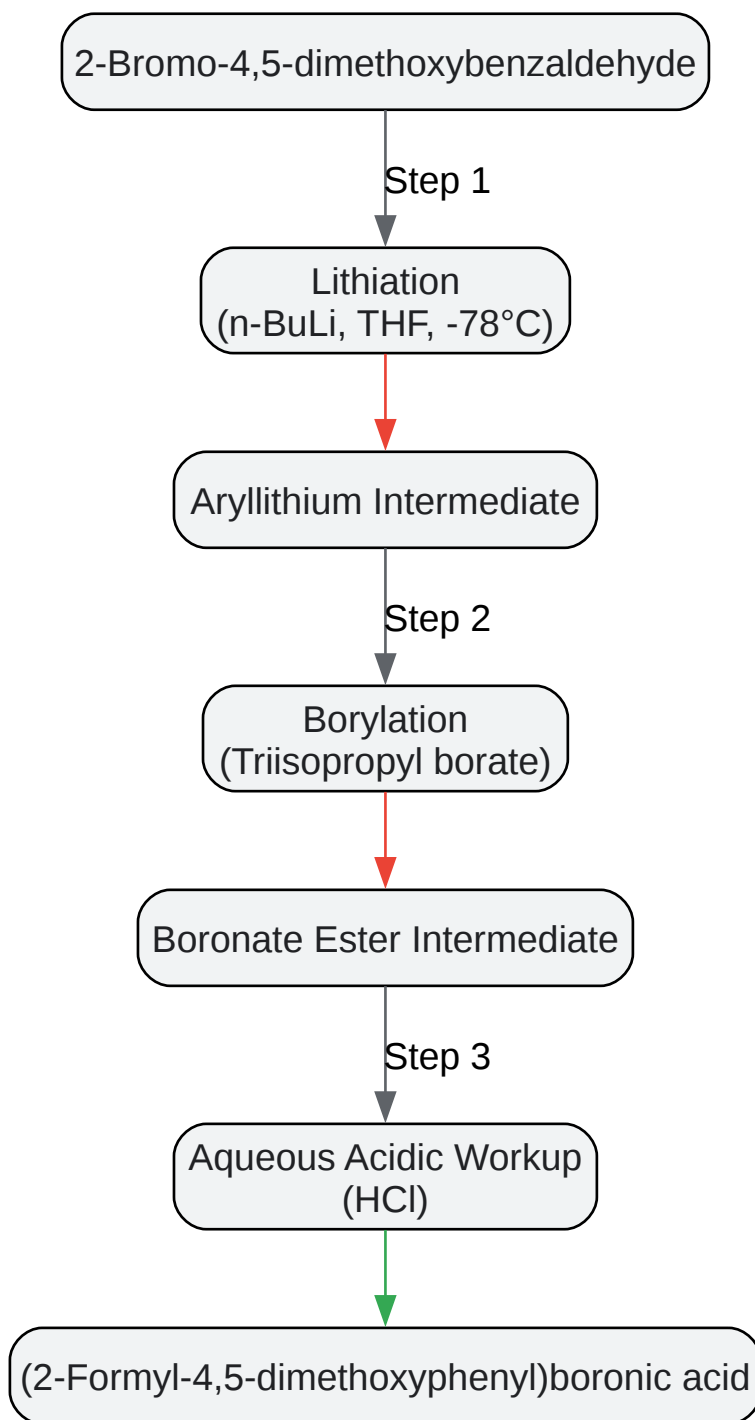 2-Bromo-4,5-dimethoxybenzaldehyde
Step 1
Lithiation
(n-BuLi, THF, -78°C)
Aryllithium Intermediate
Step 2
Borylation
(Triisopropyl borate)
Boronate Ester Intermediate
Step 3
Aqueous Acidic Workup
(HCl)
(2-Formyl-4,5-dimethoxyphenyl)boronic acid